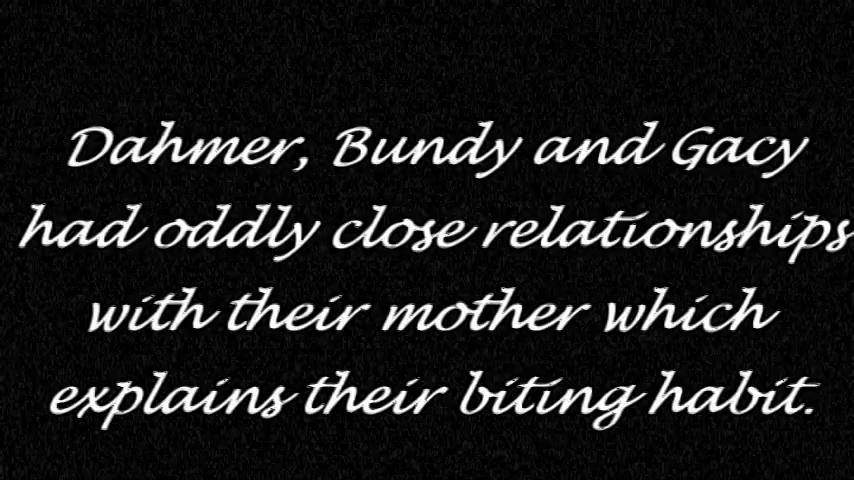 Dahmer, Bundy and Gacy
had oddly close relationships
with their mother which
explains their biting habit.